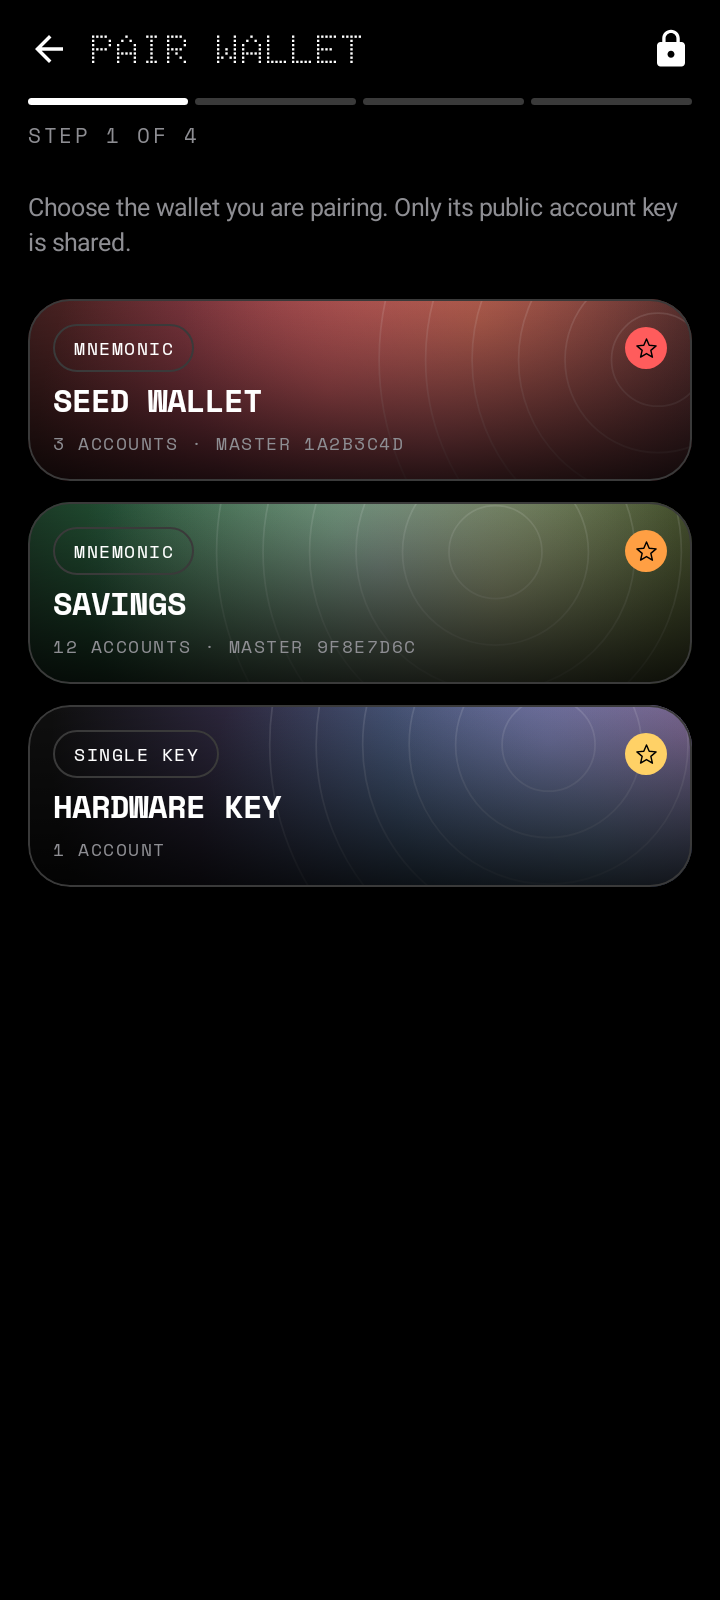 PAIR WALLET
STEP 1 OF 4
Choose the wallet you are pairing. Only its public account key
is shared.
MNEMONIC
SEED WALLET
3 ACCOUNTS · MASTER 1A2B3C4D
MNEMONIC
SAVINGS
12 ACCOUNTS · MASTER 9F8E7D6C
SINGLE KEY
HARDWARE KEY
1 ACCOUNT